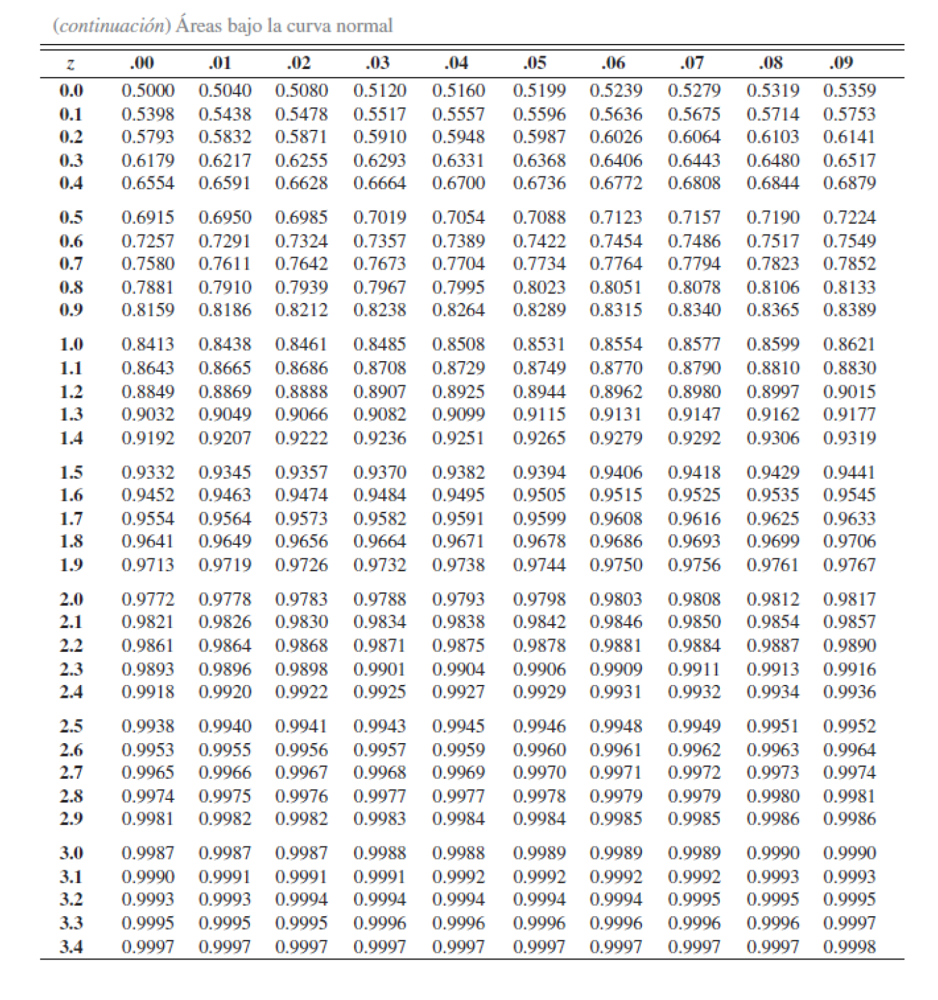 (continuación) Áreas bajo la curva normal
z .00 .01 .02 .03 .04 .05 .06 .07 .08 .09
0.0 0.5000 0.5040 0.5080 0.5120 0.5160 0.5199 0.5239 0.5279 0.5319 0.5359
0.1 0.5398 0.5438 0.5478 0.5517 0.5557 0.5596 0.5636 0.5675 0.5714 0.5753
0.2 0.5793 0.5832 0.5871 0.5910 0.5948 0.5987 0.6026 0.6064 0.6103 0.6141
0.3 0.6179 0.6217 0.6255 0.6293 0.6331 0.6368 0.6406 0.6443 0.6480 0.6517
0.4 0.6554 0.6591 0.6628 0.6664 0.6700 0.6736 0.6772 0.6808 0.6844 0.6879
0.5 0.6915 0.6950 0.6985 0.7019 0.7054 0.7088 0.7123 0.7157 0.7190 0.7224
0.6 0.7257 0.7291 0.7324 0.7357 0.7389 0.7422 0.7454 0.7486 0.7517 0.7549
0.7 0.7580 0.7611 0.7642 0.7673 0.7704 0.7734 0.7764 0.7794 0.7823 0.7852
0.8 0.7881 0.7910 0.7939 0.7967 0.7995 0.8023 0.8051 0.8078 0.8106 0.8133
0.9 0.8159 0.8186 0.8212 0.8238 0.8264 0.8289 0.8315 0.8340 0.8365 0.8389
1.0 0.8413 0.8438 0.8461 0.8485 0.8508 0.8531 0.8554 0.8577 0.8599 0.8621
1.1 0.8643 0.8665 0.8686 0.8708 0.8729 0.8749 0.8770 0.8790 0.8810 0.8830
1.2 0.8849 0.8869 0.8888 0.8907 0.8925 0.8944 0.8962 0.8980 0.8997 0.9015
1.3 0.9032 0.9049 0.9066 0.9082 0.9099 0.9115 0.9131 0.9147 0.9162 0.9177
1.4 0.9192 0.9207 0.9222 0.9236 0.9251 0.9265 0.9279 0.9292 0.9306 0.9319
1.5 0.9332 0.9345 0.9357 0.9370 0.9382 0.9394 0.9406 0.9418 0.9429 0.9441
1.6 0.9452 0.9463 0.9474 0.9484 0.9495 0.9505 0.9515 0.9525 0.9535 0.9545
1.7 0.9554 0.9564 0.9573 0.9582 0.9591 0.9599 0.9608 0.9616 0.9625 0.9633
1.8 0.9641 0.9649 0.9656 0.9664 0.9671 0.9678 0.9686 0.9693 0.9699 0.9706
1.9 0.9713 0.9719 0.9726 0.9732 0.9738 0.9744 0.9750 0.9756 0.9761 0.9767
2.0 0.9772 0.9778 0.9783 0.9788 0.9793 0.9798 0.9803 0.9808 0.9812 0.9817
2.1 0.9821 0.9826 0.9830 0.9834 0.9838 0.9842 0.9846 0.9850 0.9854 0.9857
2.2 0.9861 0.9864 0.9868 0.9871 0.9875 0.9878 0.9881 0.9884 0.9887 0.9890
2.3 0.9893 0.9896 0.9898 0.9901 0.9904 0.9906 0.9909 0.9911 0.9913 0.9916
2.4 0.9918 0.9920 0.9922 0.9925 0.9927 0.9929 0.9931 0.9932 0.9934 0.9936
2.5 0.9938 0.9940 0.9941 0.9943 0.9945 0.9946 0.9948 0.9949 0.9951 0.9952
2.6 0.9953 0.9955 0.9956 0.9957 0.9959 0.9960 0.9961 0.9962 0.9963 0.9964
2.7 0.9965 0.9966 0.9967 0.9968 0.9969 0.9970 0.9971 0.9972 0.9973 0.9974
2.8 0.9974 0.9975 0.9976 0.9977 0.9977 0.9978 0.9979 0.9979 0.9980 0.9981
2.9 0.9981 0.9982 0.9982 0.9983 0.9984 0.9984 0.9985 0.9985 0.9986 0.9986
3.0 0.9987 0.9987 0.9987 0.9988 0.9988 0.9989 0.9989 0.9989 0.9990 0.9990
3.1 0.9990 0.9991 0.9991 0.9991 0.9992 0.9992 0.9992 0.9992 0.9993 0.9993
3.2 0.9993 0.9993 0.9994 0.9994 0.9994 0.9994 0.9994 0.9995 0.9995 0.9995
3.3 0.9995 0.9995 0.9995 0.9996 0.9996 0.9996 0.9996 0.9996 0.9996 0.9997
3.4 0.9997 0.9997 0.9997 0.9997 0.9997 0.9997 0.9997 0.9997 0.9997 0.9998